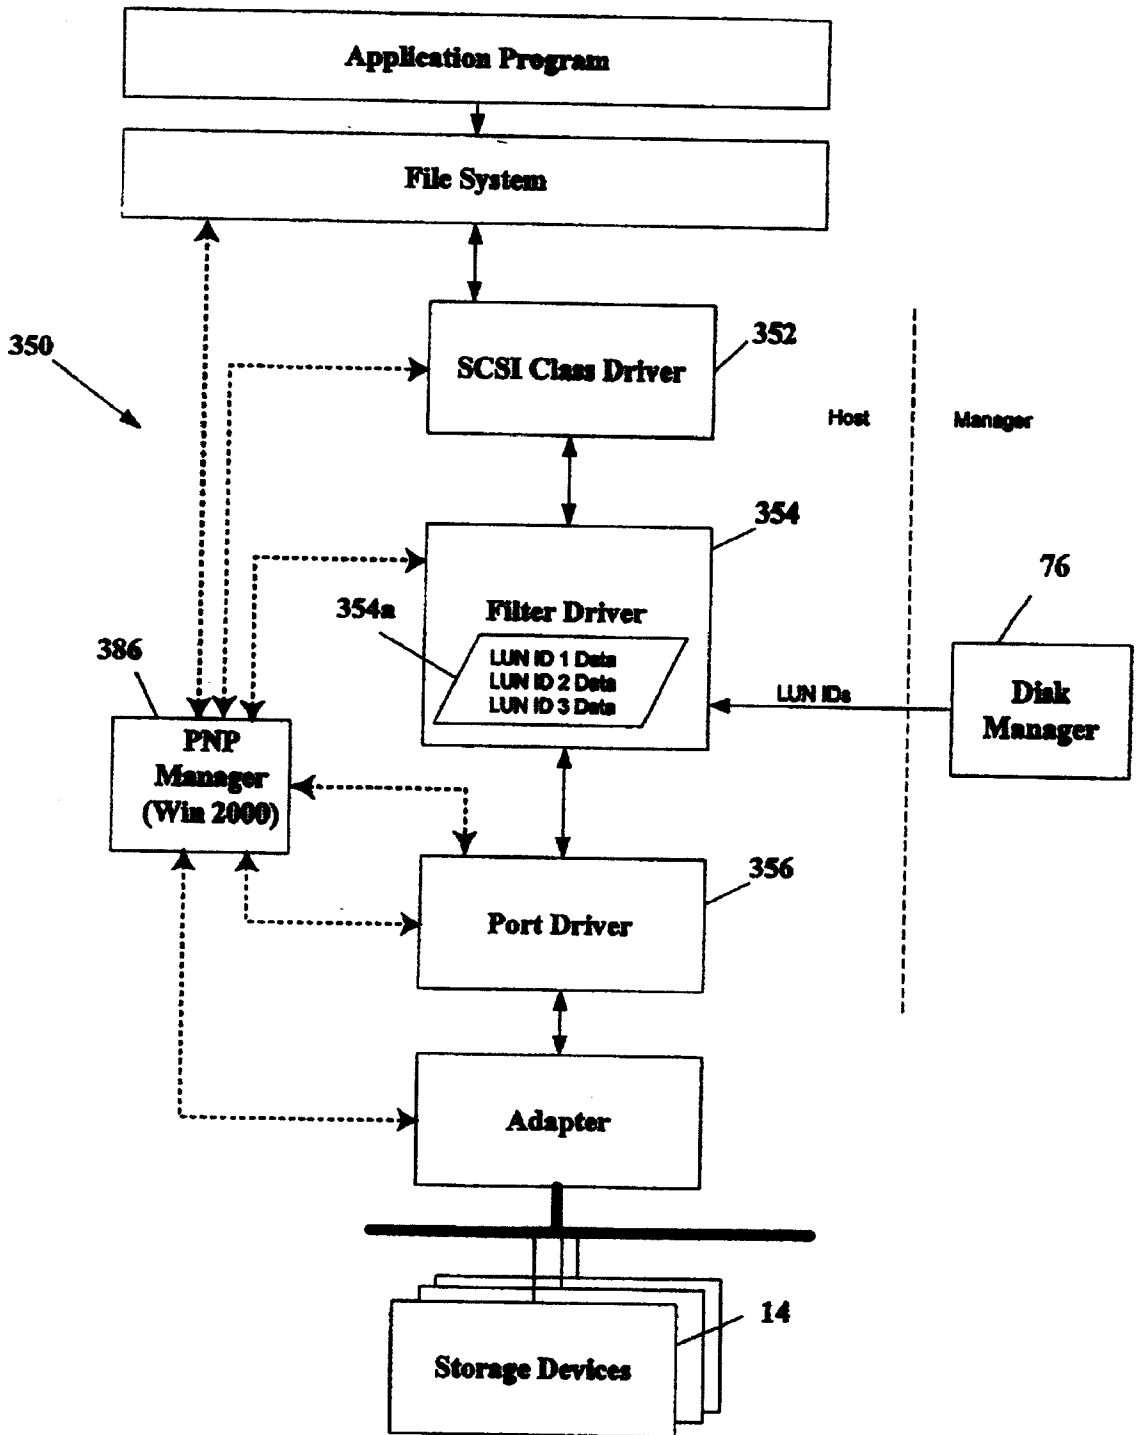 Application Program
File System
350
352
SCSI Class Driver
Host
Manager
354
76
354a
Filter Driver
386
LUN ID 1 Data
LUN ID 2 Data
LUN ID 3 Data
LUN IDs
Disk
Manager
PNP
Manager
(Win 2000)
356
Port Driver
Adapter
14
Storage Devices